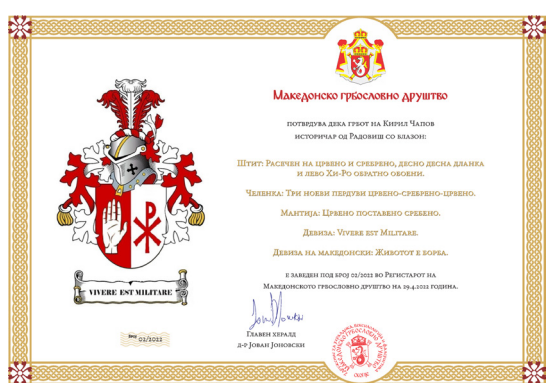 Македонско грбословно друштво
потврдува дека грбот на Кирил Чапов
историчар од Радовиш со блазон:
Штит: Расечен на црвено и сребрено, десно десна дланка
и лево Хи-Ро обратно обоени.
Челенка: Три ноеви пердуви црвено-сребрено-црвено.
Мантија: Црвено поставено сребено.
Девиза: Vivere est Militare.
Девиза на македонски: Животот е борба.
е заведен под број 02/2022 во Регистарот на
Македонското грбословно друштво на 29.4.2022 година.
VIVERE EST MILITARE
Број 02/2022
Главен хералд
д-р Јован Јоновски